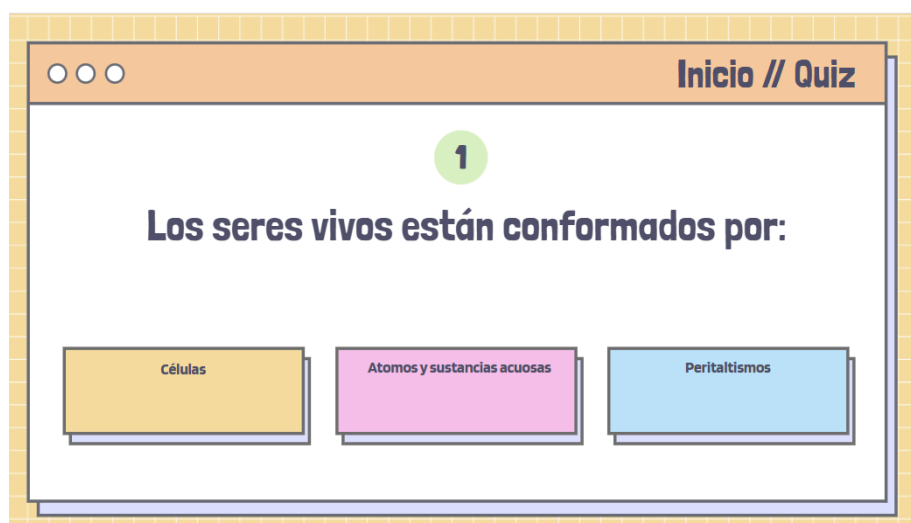 Inicio // Quiz
1
Los seres vivos están conformados por:
Células
Atomos y sustancias acuosas
Peritaltismos